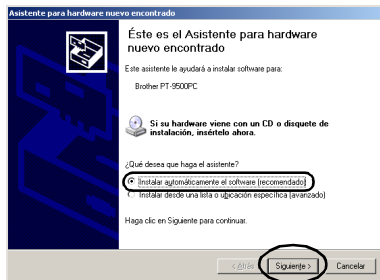 Asistente para hardware nuevo encontrado
Éste es el Asistente para hardware
nuevo encontrado
Este asistente le ayudará a instalar software para:
Brother PT-9500PC
Si su hardware viene con un CD o disquete de
instalación, insértelo ahora.
¿Qué desea que haga el asistente?
Instalar automáticamente el software (recomendado)
Instalar desde una lista o ubicación específica (avanzado)
Haga clic en Siguiente para continuar.
< Atrás
Siguiente >
Cancelar